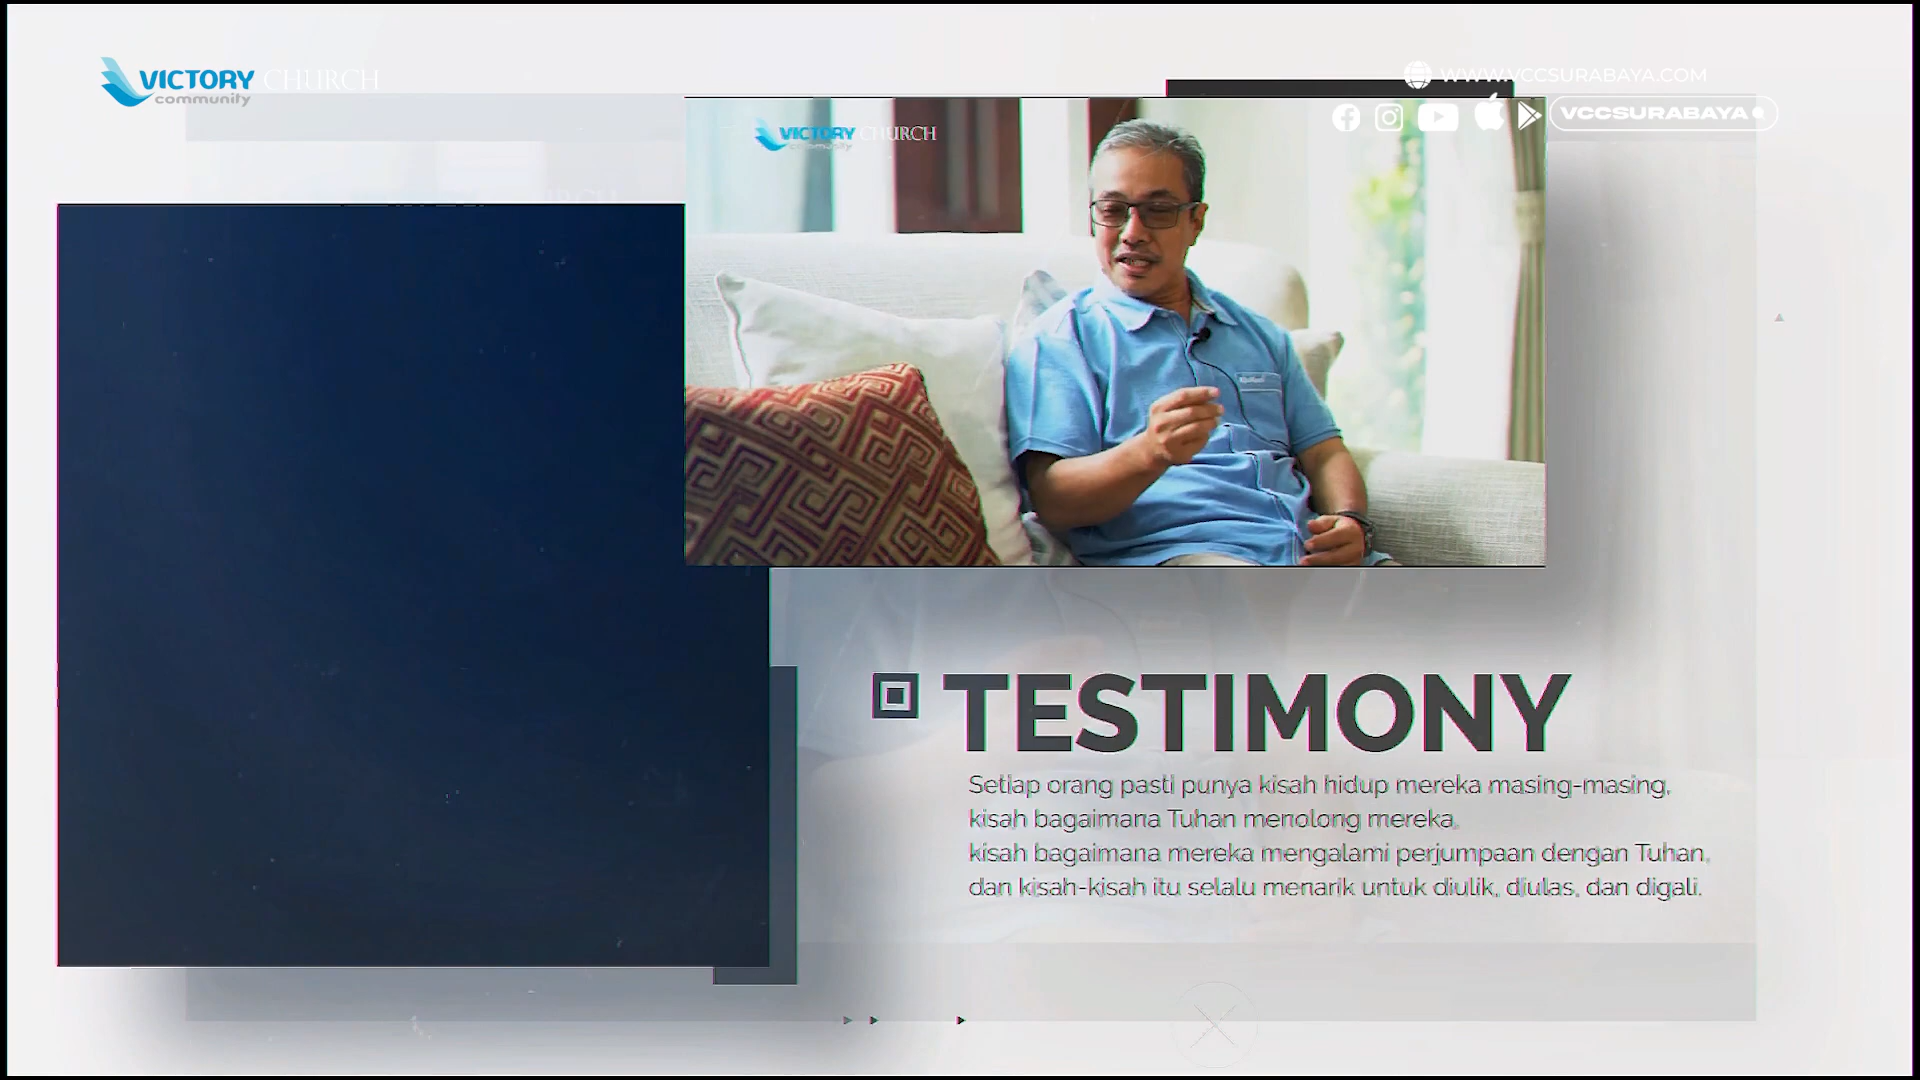 VICTORY CHURCH
community
WWW.VCCSURABAYA.COM
VCCSURABAYA
VICTORY CHURCH
community
TESTIMONY
Setiap orang pasti punya kisah hidup mereka masing-masing,
kisah bagaimana Tuhan menolong mereka,
kisah bagaimana mereka mengalami perjumpaan dengan Tuhan,
dan kisah-kisah itu selalu menarik untuk diulik, diulas, dan digali.